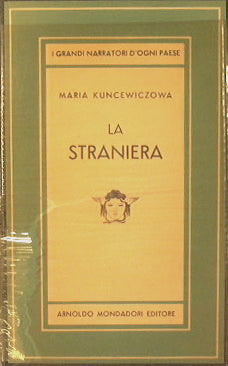 I GRANDI NARRATORI D'OGNI PAESE
MARIA KUNCEWICZOWA
LA
STRANIERA
ARNOLDO MONDADORI EDITORE